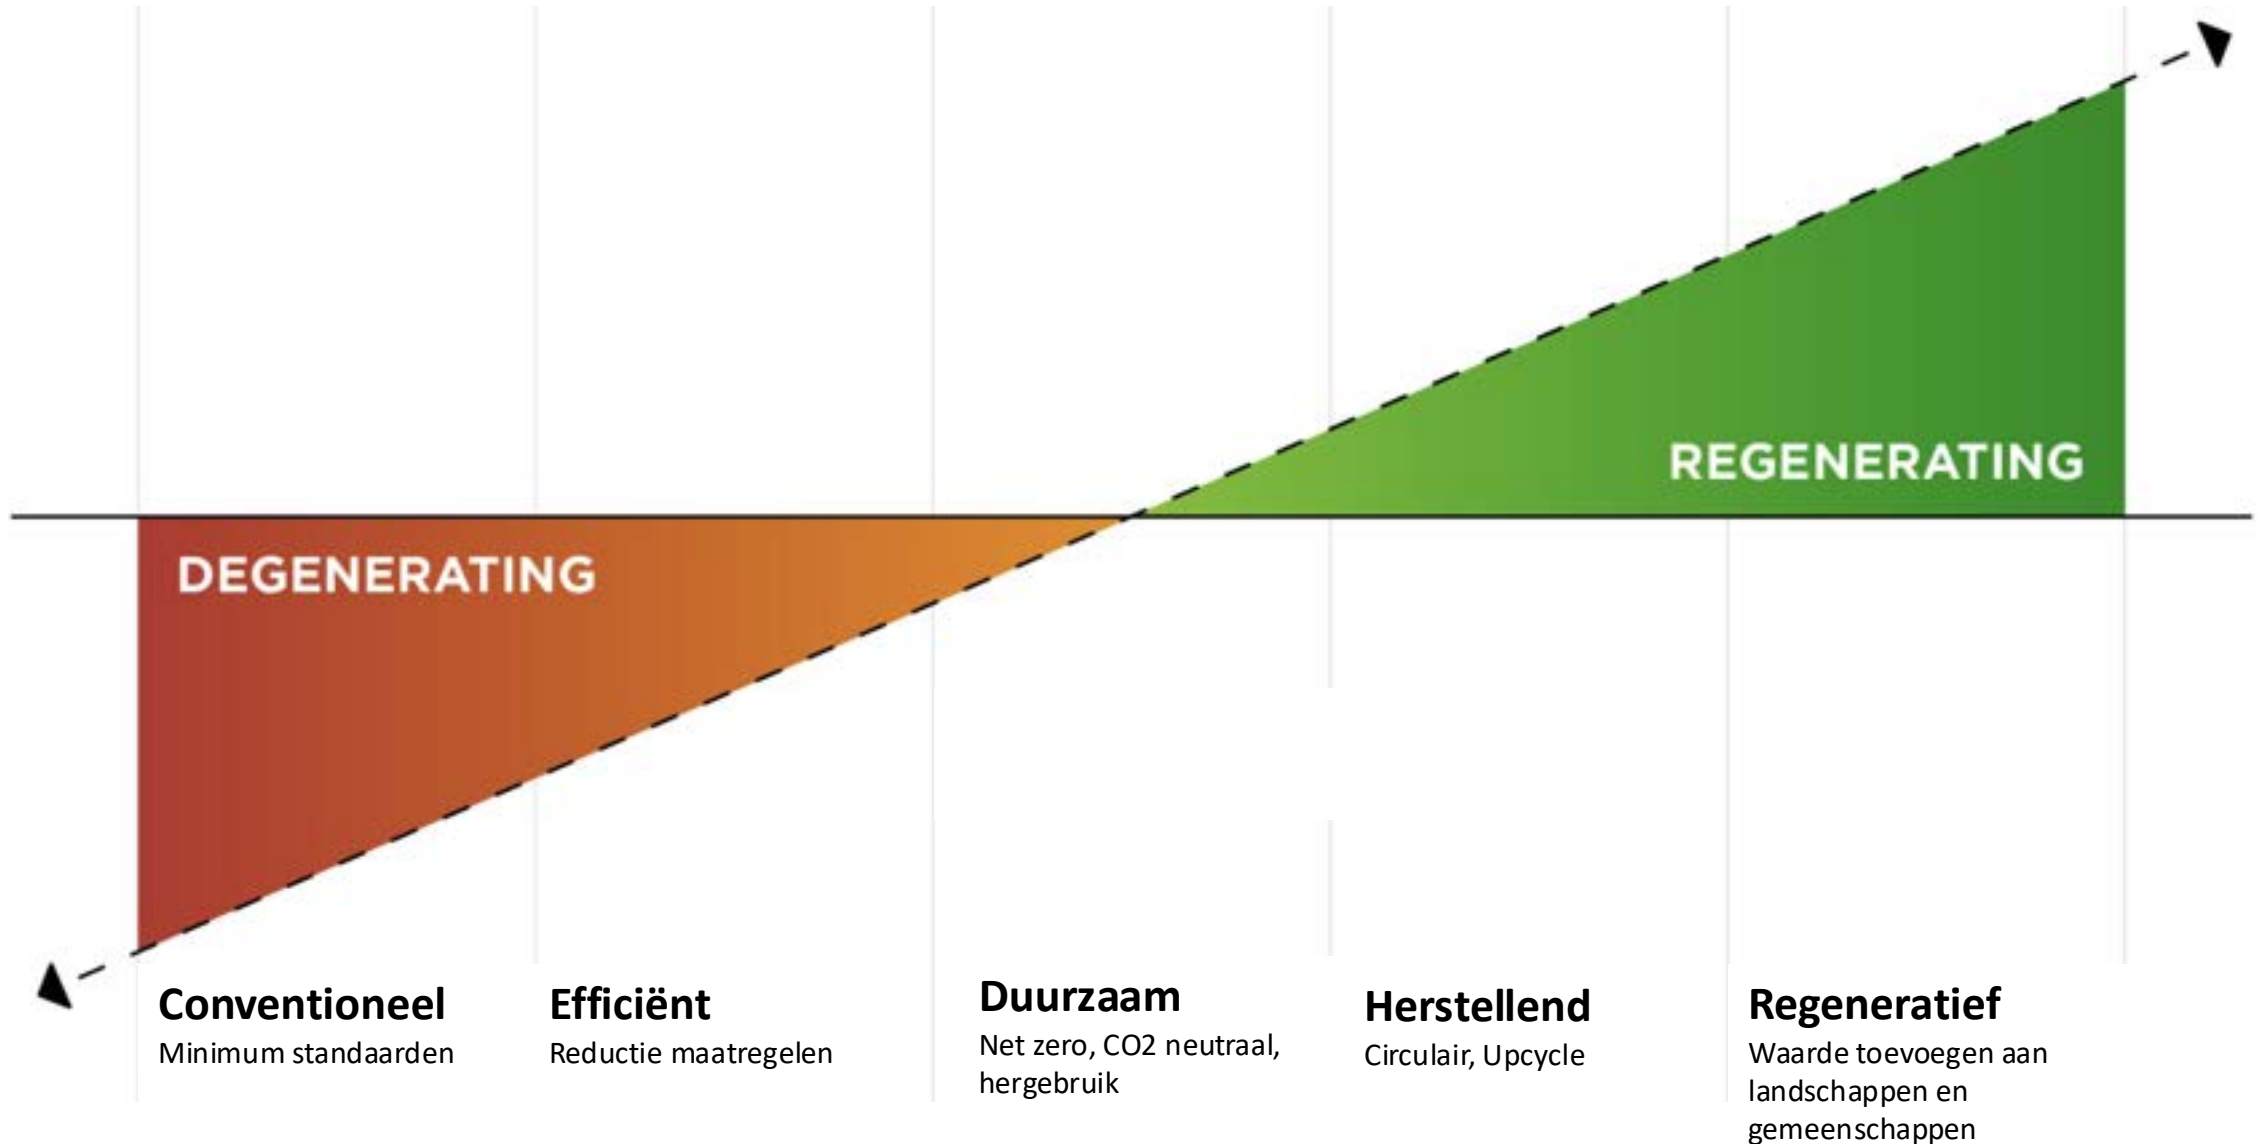 REGENERATING
DEGENERATING
Conventioneel
Minimum standaarden
Efficiënt
Reductie maatregelen
Duurzaam
Net zero, CO2 neutraal,
hergebruik
Herstellend
Circulair, Upcycle
Regeneratief
Waarde toevoegen aan
landschappen en
gemeenschappen